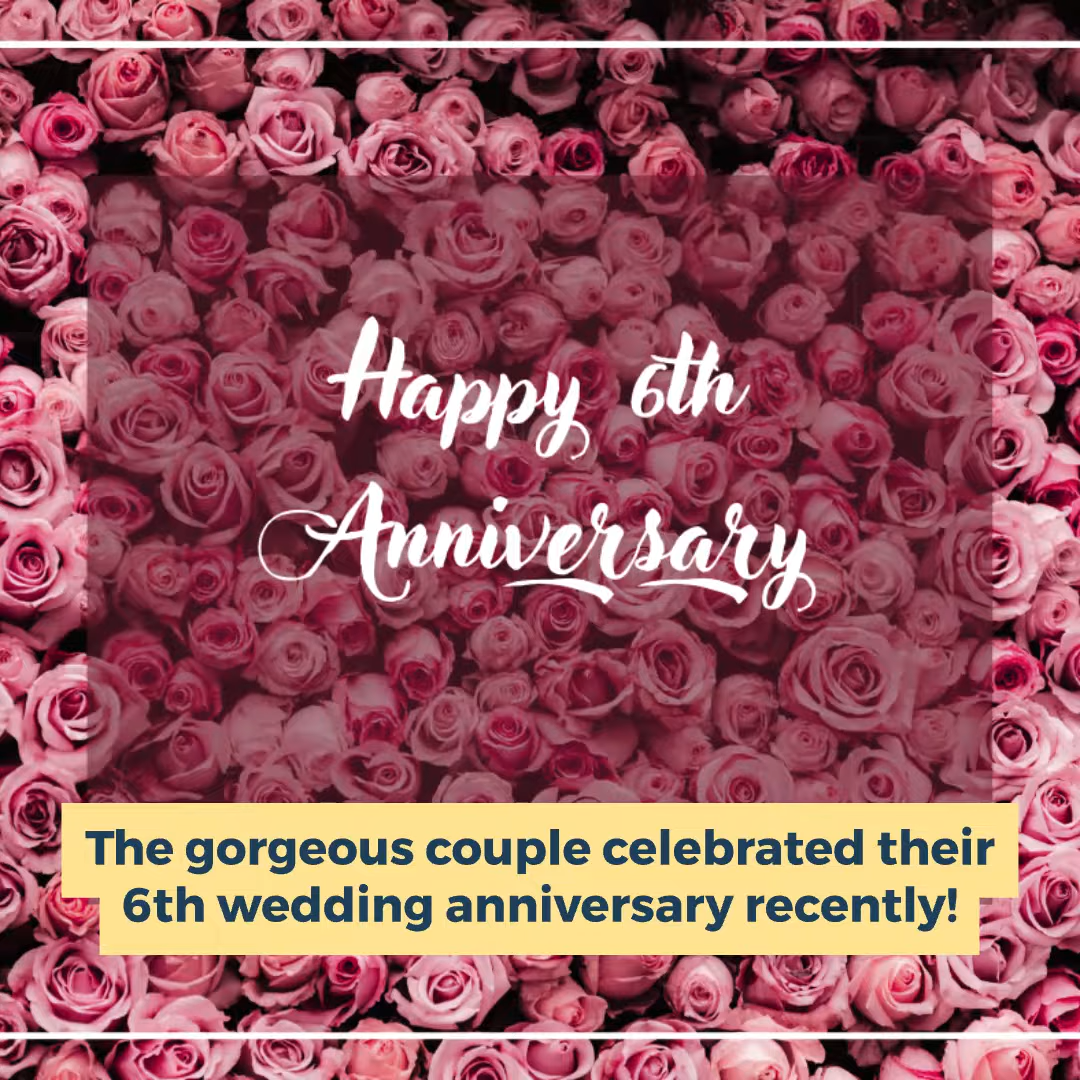 Happy 6th
Anniversary
The gorgeous couple celebrated their
6th wedding anniversary recently!